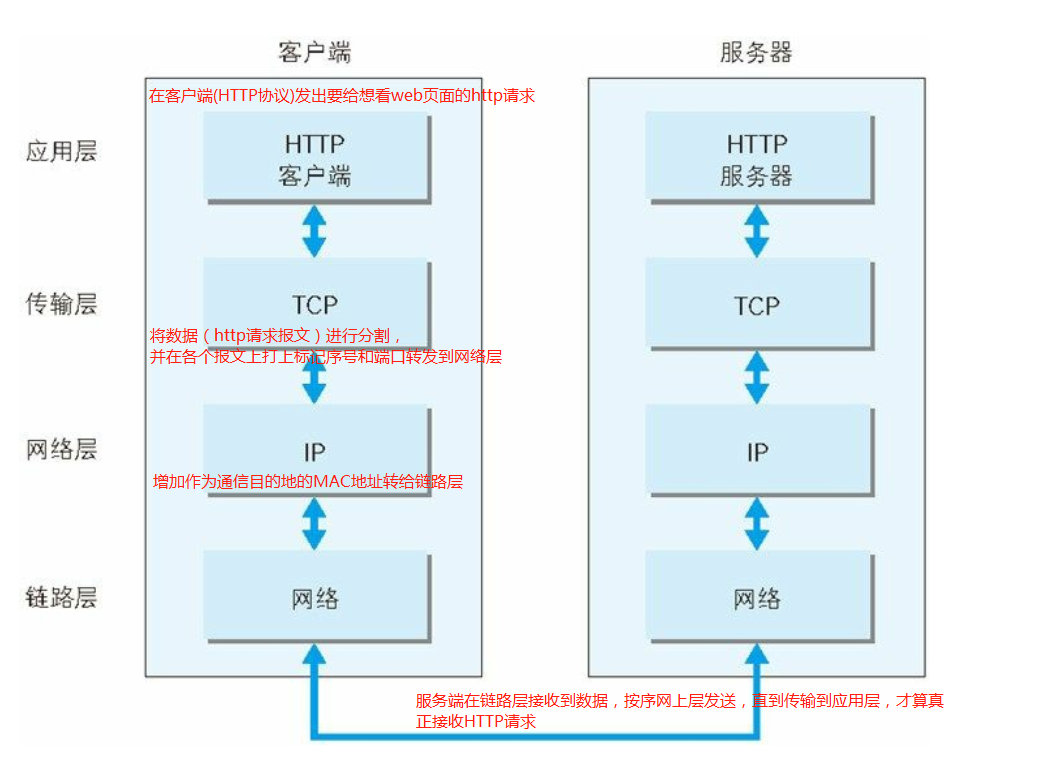 客户端
服务器
在客户端(HTTP协议)发出要给想看web页面的http请求
应用层
HTTP
客户端
HTTP
服务器
传输层
TCP
TCP
将数据（http请求报文）进行分割，
并在各个报文上打上标记序号和端口转发到网络层
网络层
IP
IP
增加作为通信目的地的MAC地址转给链路层
链路层
网络
网络
服务端在链路层接收到数据，按序网上层发送，直到传输到应用层，才算真
正接收HTTP请求